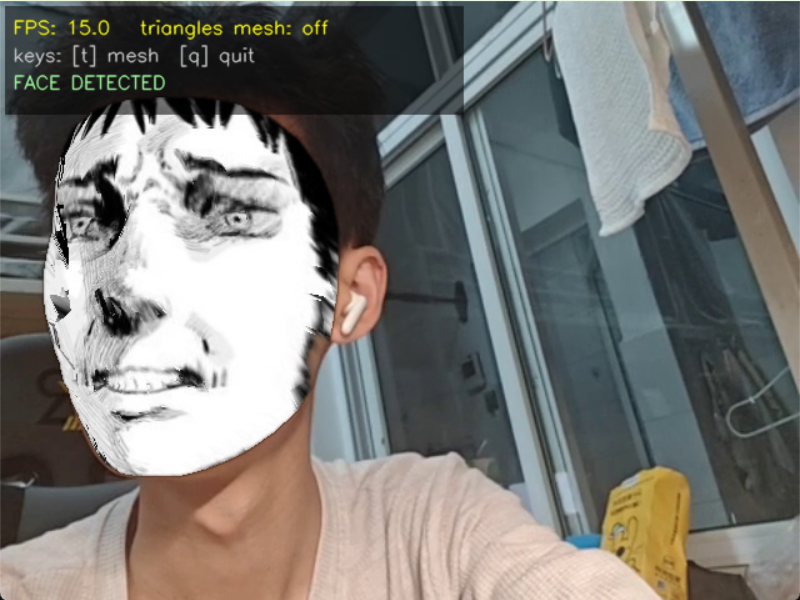 FPS: 15.0 triangles mesh: off
keys: [t] mesh [q] quit
FACE DETECTED